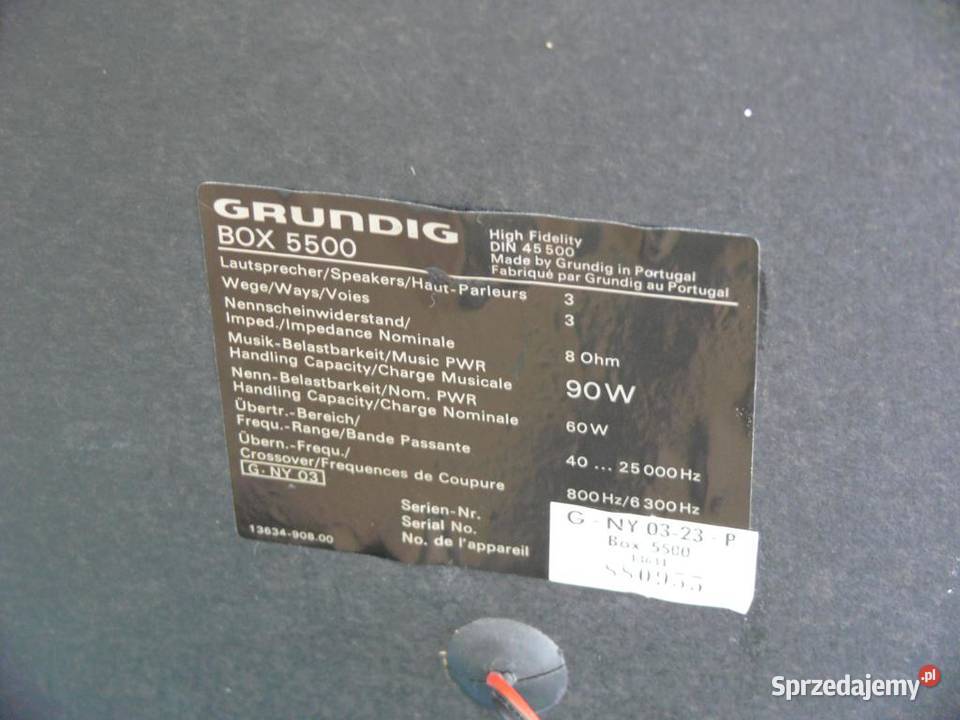 GRUNDIG
BOX 5500
High Fidelity
DIN 45 500
Made by Grundig in Portugal
Fabriqué par Grundig au Portugal
Lautsprecher/Speakers/Haut-Parleurs 3
Wege/Ways/Voies 3
Nennscheinwiderstand/
Imped./Impedance Nominale 8 Ohm
Musik-Belastbarkeit/Music PWR
Handling Capacity/Charge Musicale 90W
Nenn-Belastbarkeit/Nom. PWR
Handling Capacity/Charge Nominale 60W
Übertr.-Bereich/
Frequ.-Range/Bande Passante 40 ... 25 000 Hz
Übern.-Frequ./
Crossover/Frequences de Coupure 800 Hz/6 300 Hz
G·NY 03
13634-908.00
Serien-Nr.
Serial No.
No. de l'appareil
G - NY 03-23 - P
Box 5500
Sprzedajemy.pl